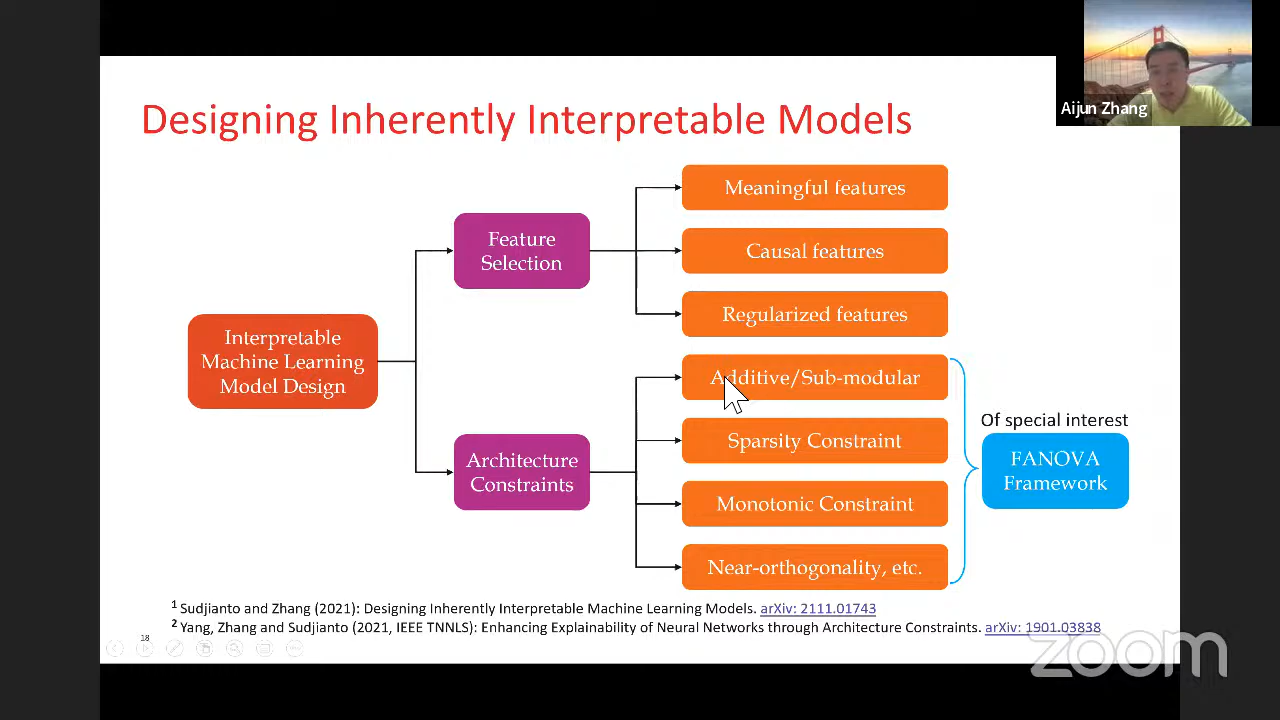 Aijun Zhang
Designing Inherently Interpretable Models
Meaningful features
Feature
Selection
Causal features
Regularized features
Interpretable
Machine Learning
Model Design
Additive/Sub-modular
Of special interest
Sparsity Constraint
FANOVA
Framework
Architecture
Constraints
Monotonic Constraint
Near-orthogonality, etc.
1 Sudjianto and Zhang (2021): Designing Inherently Interpretable Machine Learning Models. arXiv: 2111.01743
2 Yang, Zhang and Sudjianto (2021, IEEE TNNLS): Enhancing Explainability of Neural Networks through Architecture Constraints. arXiv: 1901.03838
18
zoom